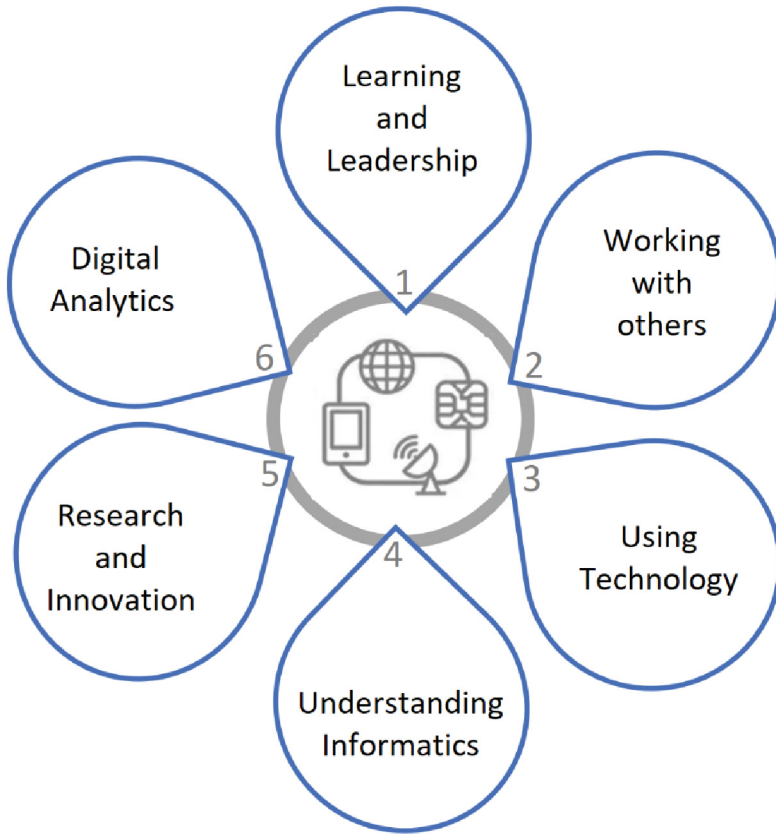 Learning
and
Leadership
1
Working
with
others
2
Using
Technology
3
Understanding
Informatics
4
Research
and
Innovation
5
Digital
Analytics
6